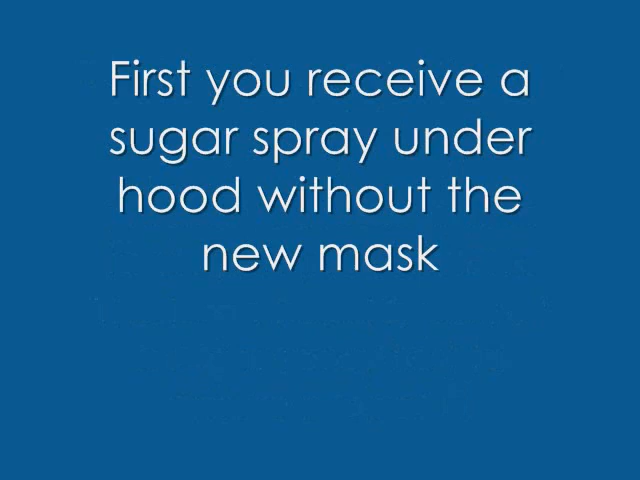 First you receive a
sugar spray under
hood without the
new mask